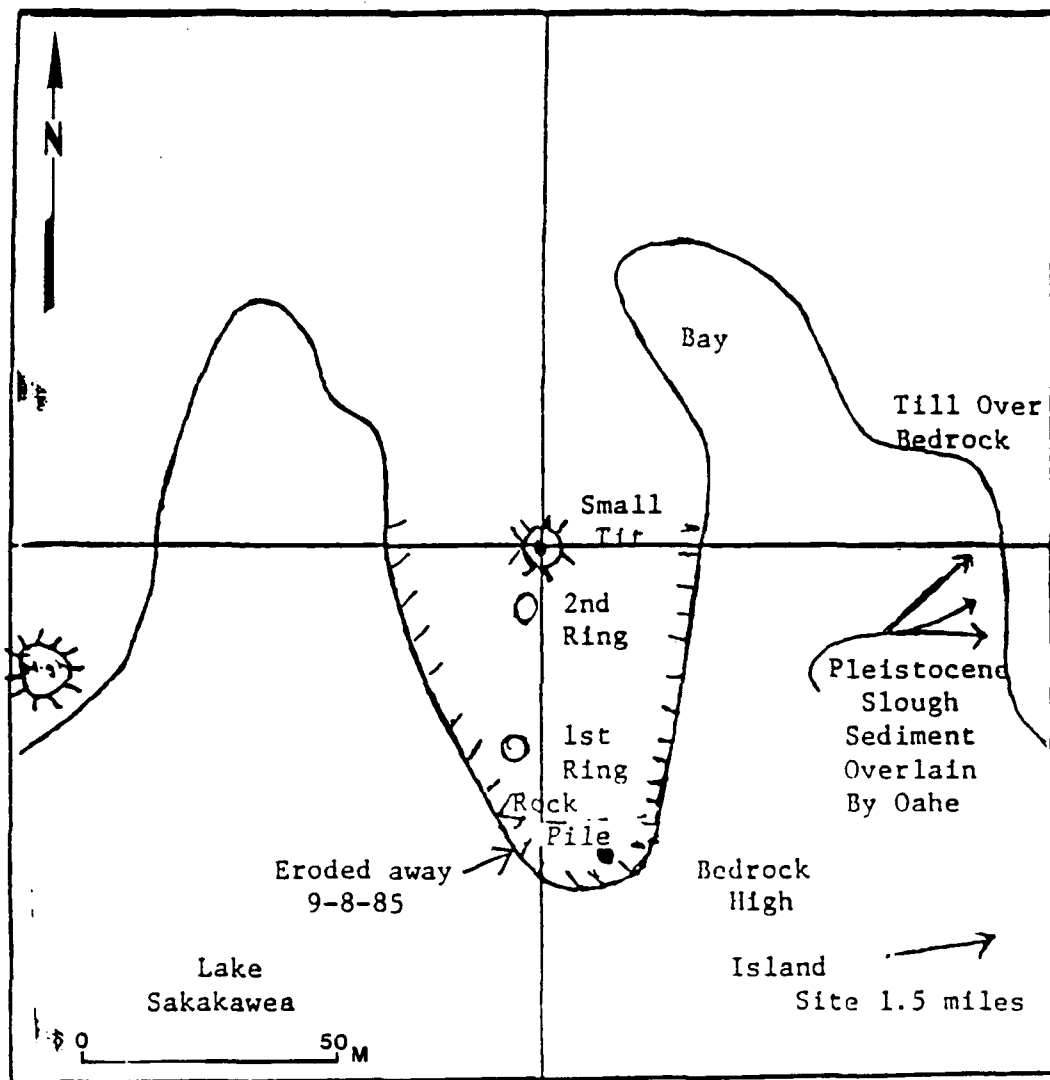 N
Bay
Till Over
Bedrock
Small
2nd
Ring
Pleistocene
Slough
Sediment
Overlain
By Oahe
1st
Ring
Rock
Pile
Eroded away
9-8-85
Bedrock
High
Lake
Sakakawea
Island
Site 1.5 miles
0 50 M